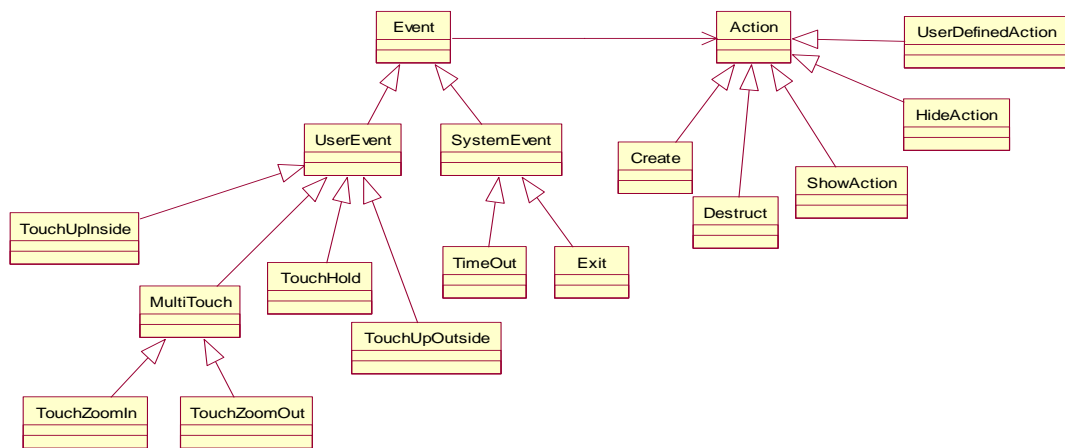 Event
Action
UserDefinedAction
HideAction
UserEvent
SystemEvent
Create
ShowAction
Destruct
TouchUpInside
TouchHold
TimeOut
Exit
MultiTouch
TouchUpOutside
TouchZoomIn
TouchZoomOut